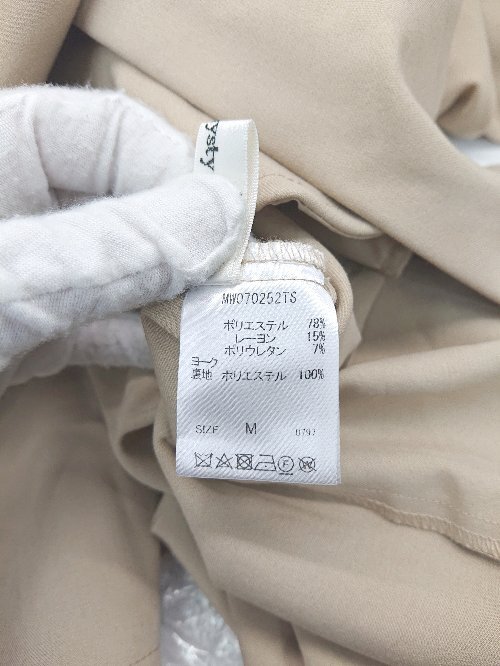 ysty
MW070252TS
ポリエステル 78%
レーヨン 15%
ポリウレタン 7%
ヨーク
裏地 ポリエステル 100%
SIZE M